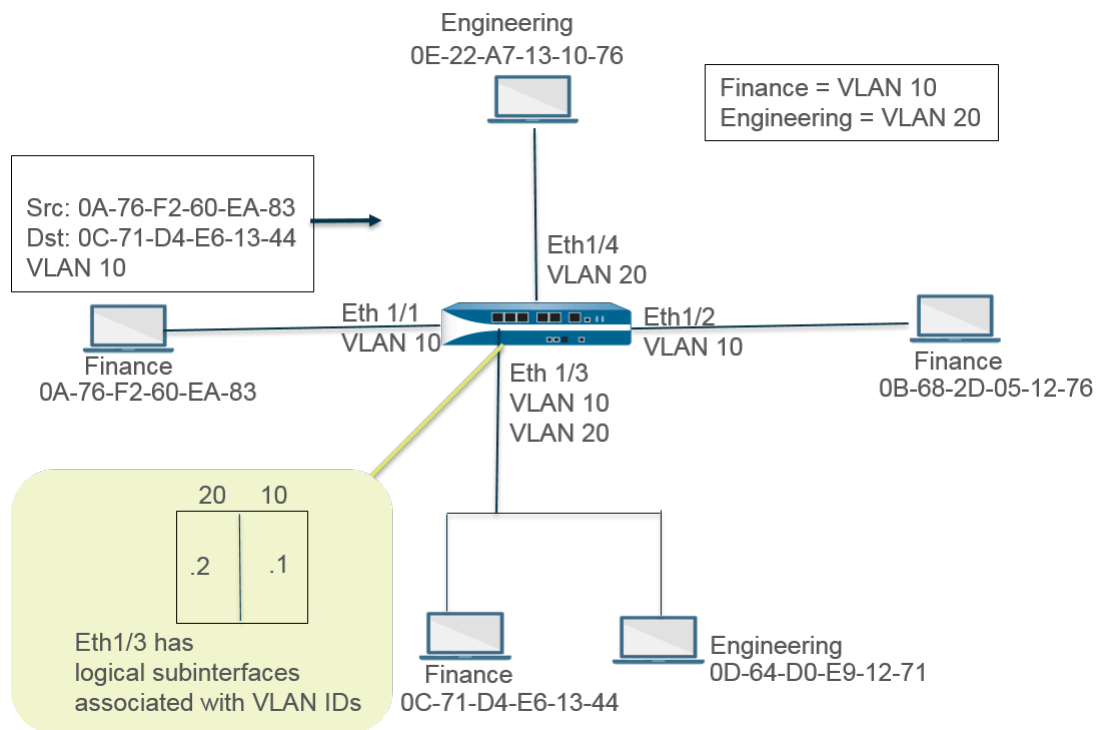 Engineering
0E-22-A7-13-10-76
Finance = VLAN 10
Engineering = VLAN 20
Src: 0A-76-F2-60-EA-83
Dst: 0C-71-D4-E6-13-44
VLAN 10
Eth1/4
VLAN 20
Eth 1/1
VLAN 10
Eth1/2
VLAN 10
Finance
0A-76-F2-60-EA-83
Finance
0B-68-2D-05-12-76
Eth 1/3
VLAN 10
VLAN 20
20 10
.2 .1
Eth1/3 has
logical subinterfaces
associated with VLAN IDs
Finance
0C-71-D4-E6-13-44
Engineering
0D-64-D0-E9-12-71